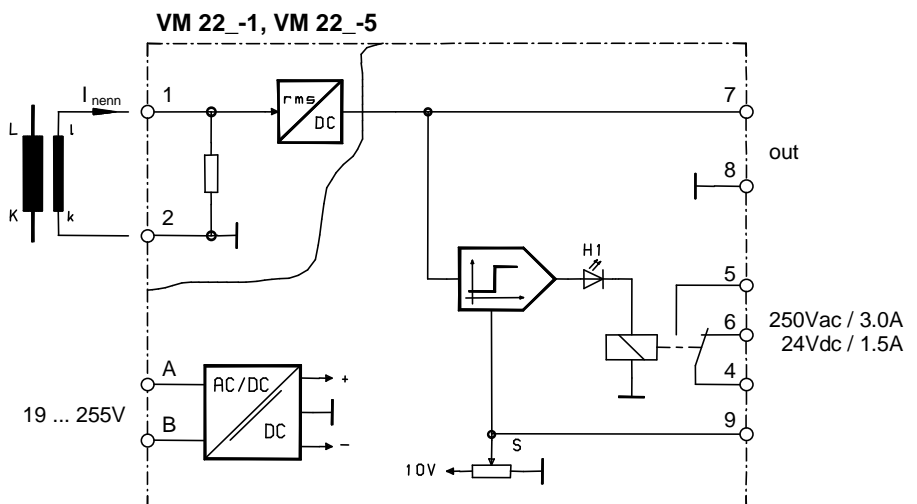 VM 22_-1, VM 22_-5
I nenn
1
rms
DC
7
L
l
out
8
K
k
2
H1
5
6
250Vac / 3.0A
24Vdc / 1.5A
4
A
AC/DC
+
19 ... 255V
B
DC
–
9
S
10V